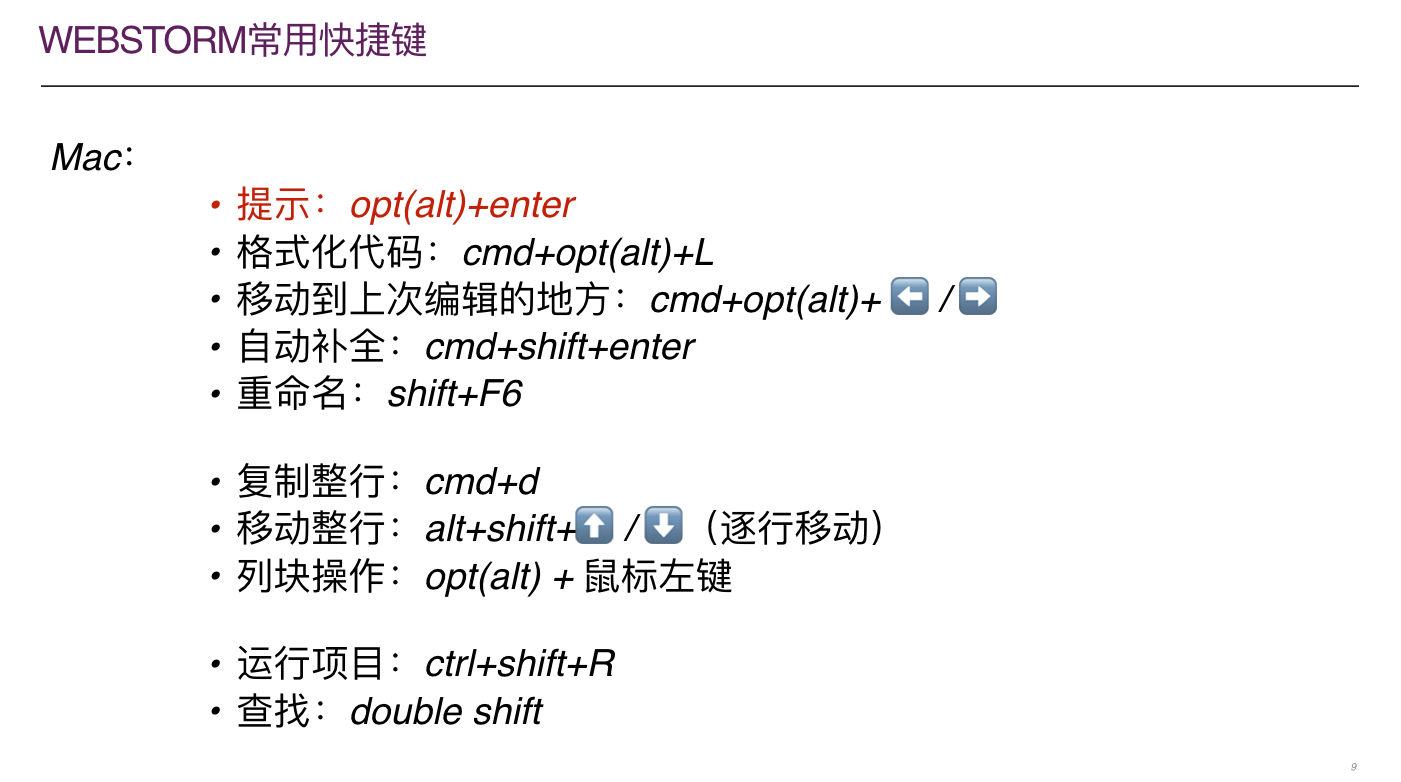 WEBSTORM常用快捷键
Mac：
• 提示：opt(alt)+enter
• 格式化代码：cmd+opt(alt)+L
• 移动到上次编辑的地方：cmd+opt(alt)+ ⬅️ /➡️
• 自动补全：cmd+shift+enter
• 重命名：shift+F6
• 复制整行：cmd+d
• 移动整行：alt+shift+⬆️ /⬇️（逐行移动）
• 列块操作：opt(alt) + 鼠标左键
• 运行项目：ctrl+shift+R
• 查找：double shift
9